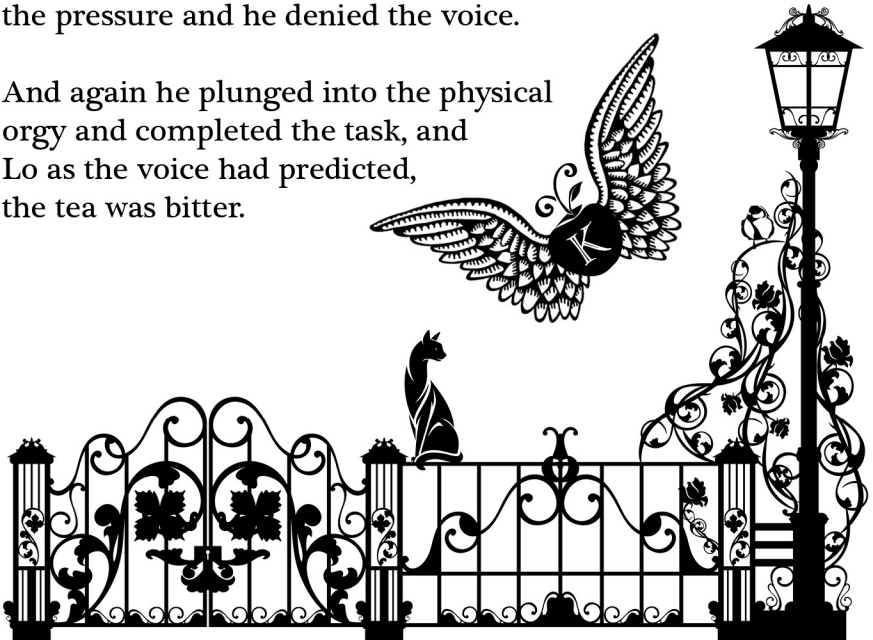 the pressure and he denied the voice.
And again he plunged into the physical
orgy and completed the task, and
Lo as the voice had predicted,
the tea was bitter.
K